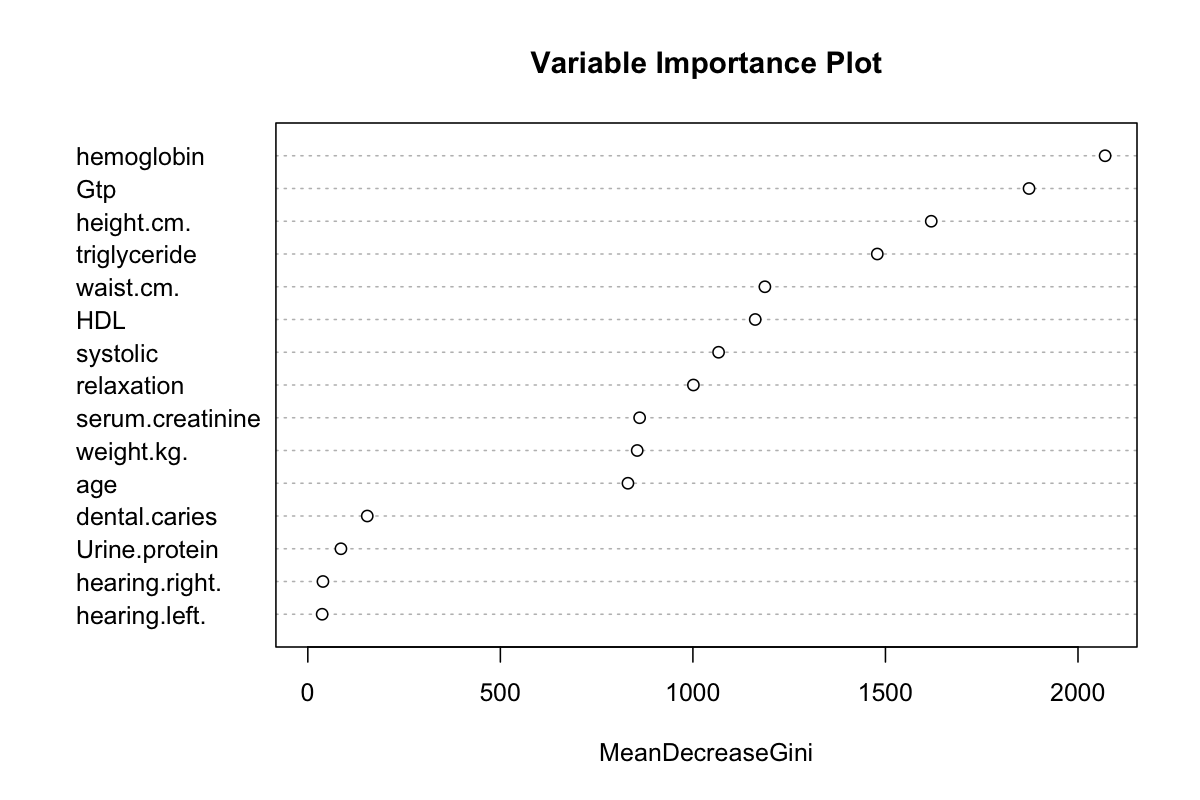 Variable Importance Plot
hemoglobin
Gtp
height.cm.
triglyceride
waist.cm.
HDL
systolic
relaxation
serum.creatinine
weight.kg.
age
dental.caries
Urine.protein
hearing.right.
hearing.left.
0 500 1000 1500 2000
MeanDecreaseGini